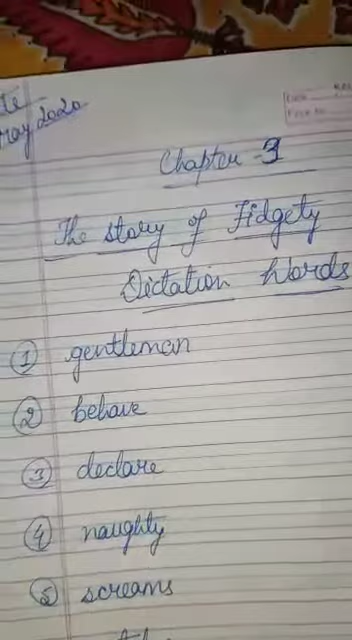 May 2020
Chapter-3
The story of Fidgety
Dictation Words
1 gentleman
2 behave
3 declare
4 naughty
5 screams